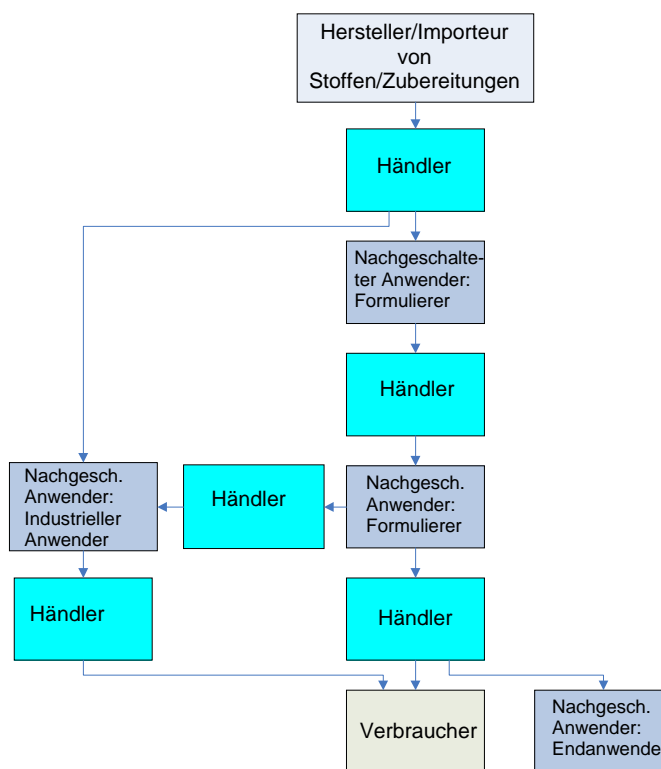 Hersteller/Importeur
von
Stoffen/Zubereitungen
Händler
Nachgeschalte-
ter Anwender:
Formulierer
Händler
Nachgesch.
Anwender:
Industrieller
Anwender
Händler
Nachgesch.
Anwender:
Formulierer
Händler
Händler
Verbraucher
Nachgesch.
Anwender:
Endanwende